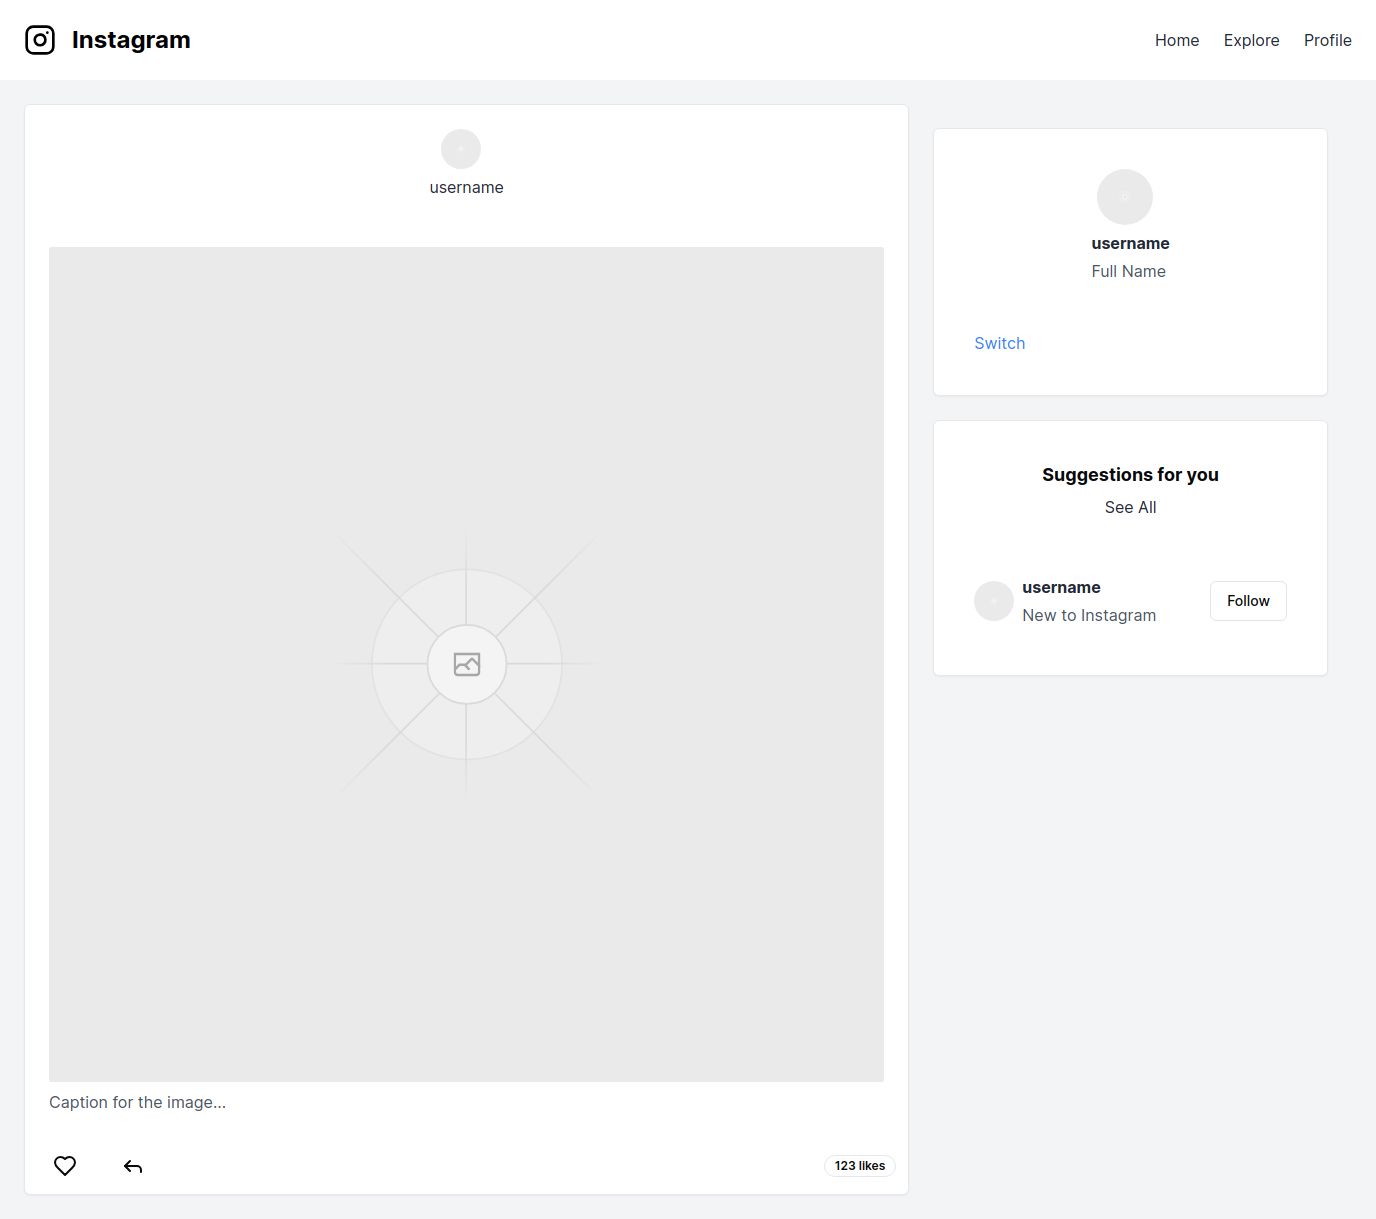 Instagram
Home Explore Profile
username
Caption for the image...
123 likes
username
Full Name
Switch
Suggestions for you
See All
username
New to Instagram
Follow